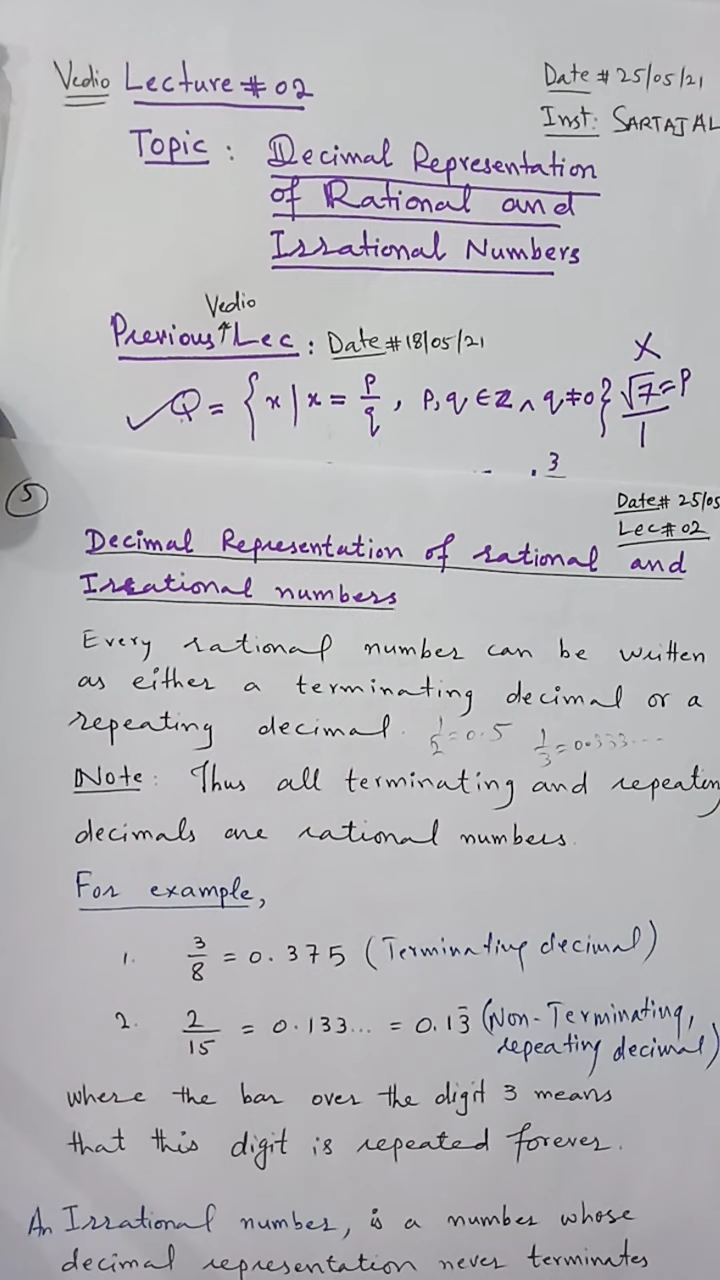 Vedio Lecture # 02
Date # 25/05/21
Inst: SARTAJ AL
Topic : Decimal Representation
of Rational and
Irrational Numbers
Vedio
Previous ↑ Lec : Date # 18/05/21
✓ Q = { x | x = p/q , p, q ∈ Z ∧ q ≠ 0 } √7/1 = P X
. 3
5
Date # 25/05
Lec # 02
Decimal Representation of rational and
Irrational numbers
Every rational number can be written
as either a terminating decimal or a
repeating decimal. 1/2 = 0.5 1/3 = 0.333...
Note : Thus all terminating and repeatin
decimals are rational numbers.
For example,
1. 3/8 = 0.375 (Terminating decimal)
2. 2/15 = 0.133... = 0.13̄ (Non-Terminating,
repeating decimal)
where the bar over the digit 3 means
that this digit is repeated forever.
An Irrational number, is a number whose
decimal representation never terminates